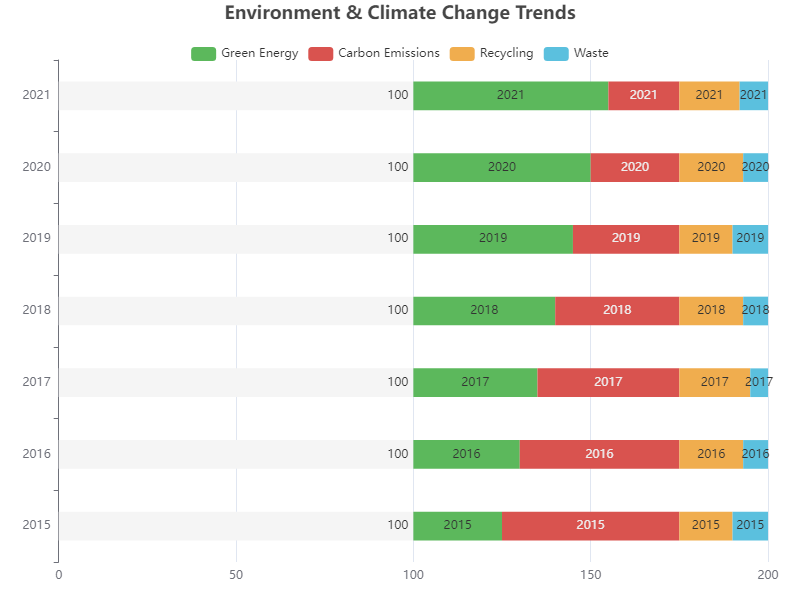 Environment & Climate Change Trends
Green Energy Carbon Emissions Recycling Waste
2021 100 2021 2021 2021 2021
2020 100 2020 2020 2020 2020
2019 100 2019 2019 2019 2019
2018 100 2018 2018 2018 2018
2017 100 2017 2017 2017 2017
2016 100 2016 2016 2016 2016
2015 100 2015 2015 2015 2015
0 50 100 150 200